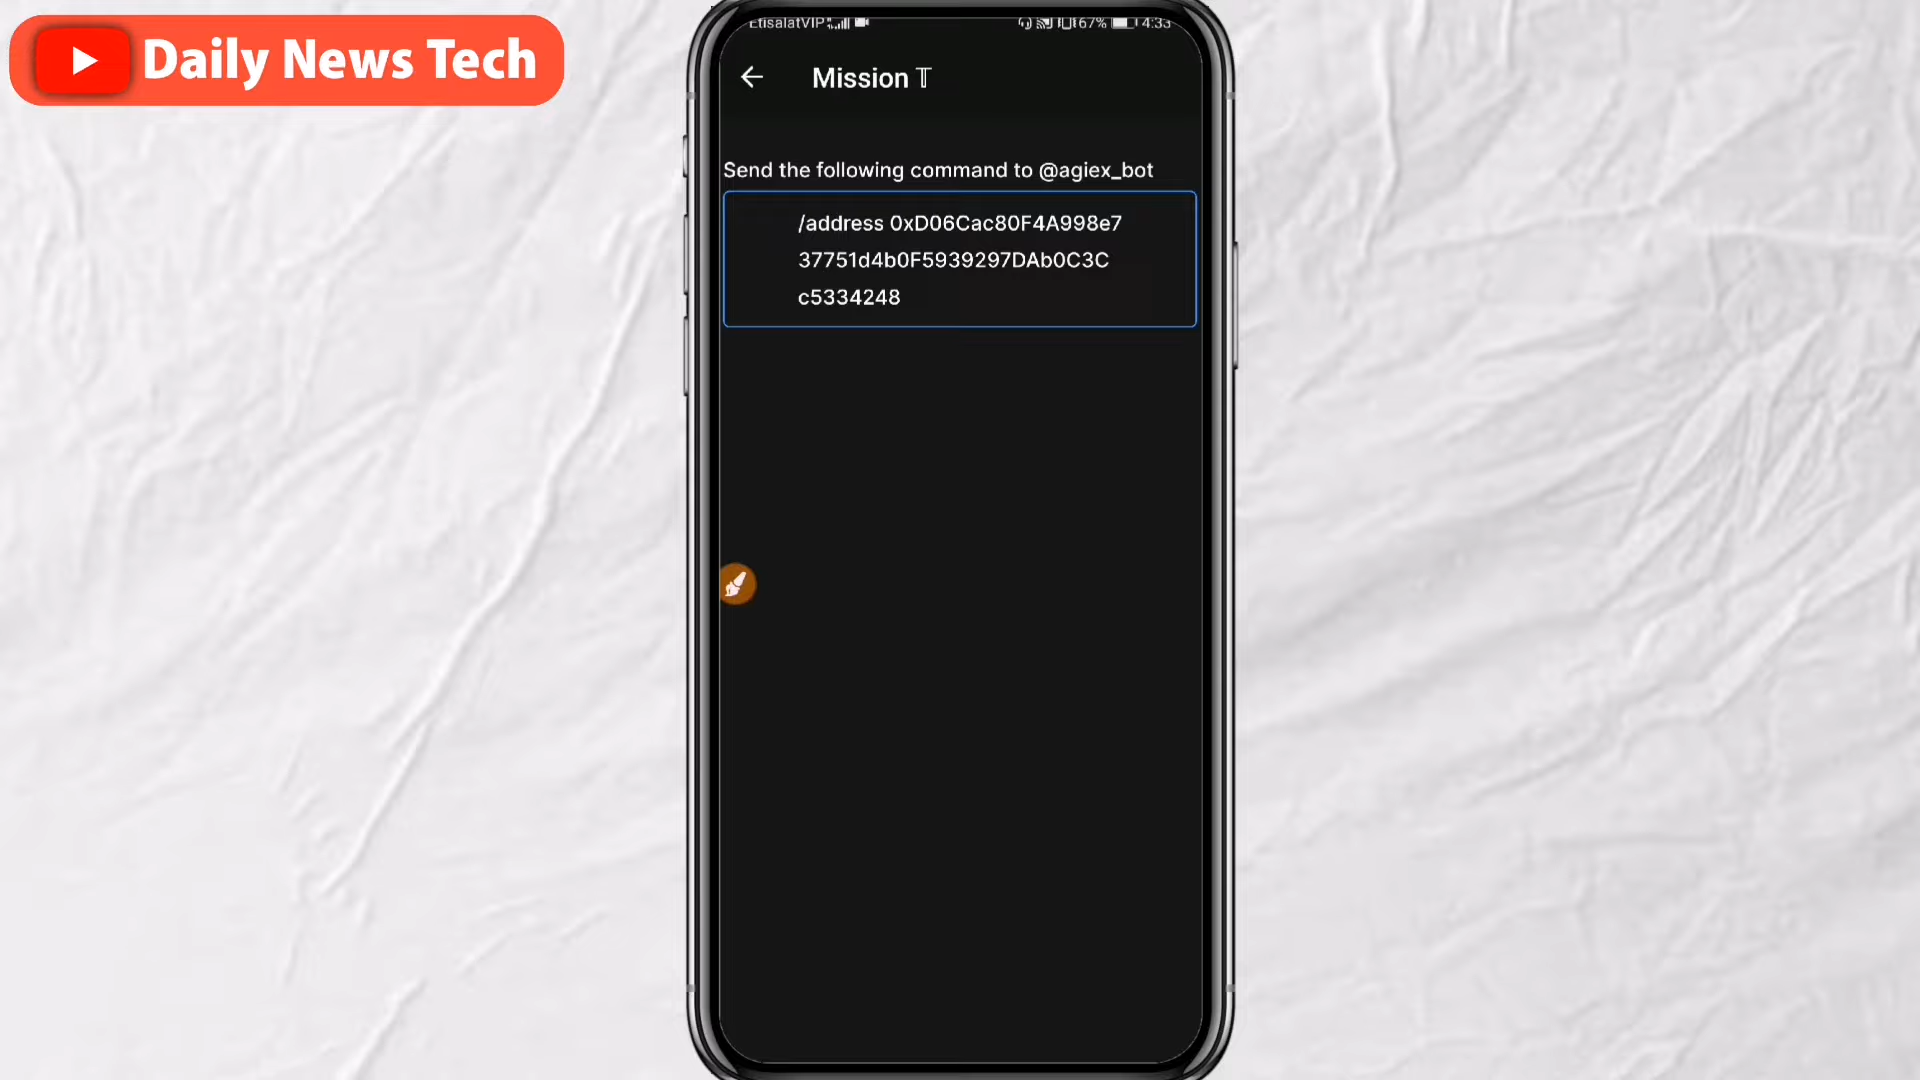 Daily News Tech
EtisalatVIP 67% 4:33
Mission 𝕋
Send the following command to @agiex_bot
/address 0xD06Cac80F4A998e7
37751d4b0F5939297DAb0C3C
c5334248